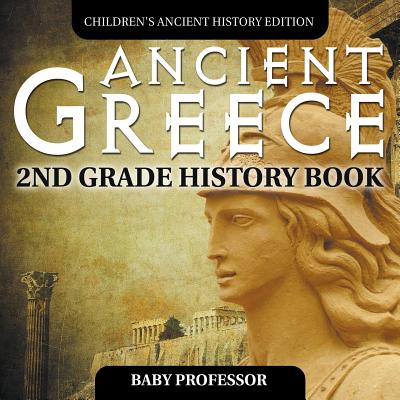 CHILDREN'S ANCIENT HISTORY EDITION
ANCIENT
GREECE
2ND GRADE HISTORY BOOK
BABY PROFESSOR